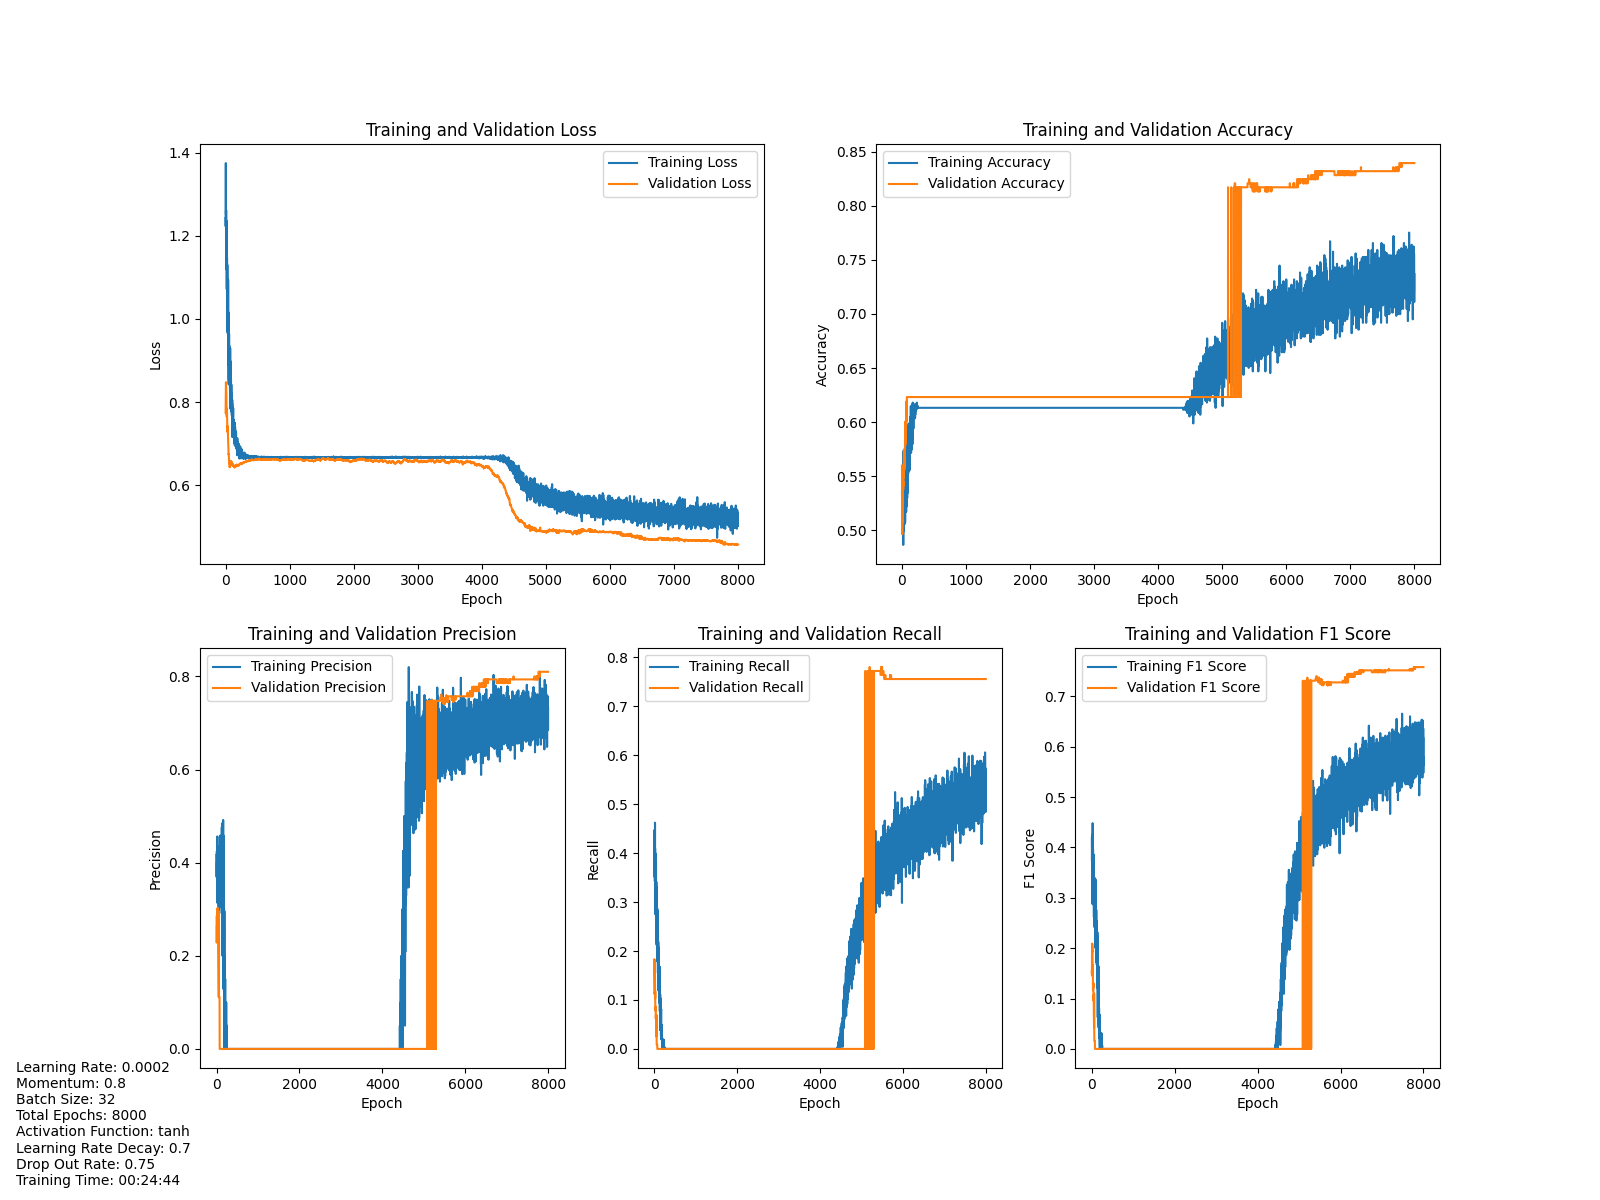 Training and Validation Loss
1.4
1.2
1.0
0.8
0.6
Loss
Training Loss
Validation Loss
0 1000 2000 3000 4000 5000 6000 7000 8000
Epoch
Training and Validation Accuracy
0.85
0.80
0.75
0.70
0.65
0.60
0.55
0.50
Accuracy
Training Accuracy
Validation Accuracy
0 1000 2000 3000 4000 5000 6000 7000 8000
Epoch
Training and Validation Precision
0.8
0.6
0.4
0.2
0.0
Precision
Training Precision
Validation Precision
0 2000 4000 6000 8000
Epoch
Training and Validation Recall
0.8
0.7
0.6
0.5
0.4
0.3
0.2
0.1
0.0
Recall
Training Recall
Validation Recall
0 2000 4000 6000 8000
Epoch
Training and Validation F1 Score
0.7
0.6
0.5
0.4
0.3
0.2
0.1
0.0
F1 Score
Training F1 Score
Validation F1 Score
0 2000 4000 6000 8000
Epoch
Learning Rate: 0.0002
Momentum: 0.8
Batch Size: 32
Total Epochs: 8000
Activation Function: tanh
Learning Rate Decay: 0.7
Drop Out Rate: 0.75
Training Time: 00:24:44